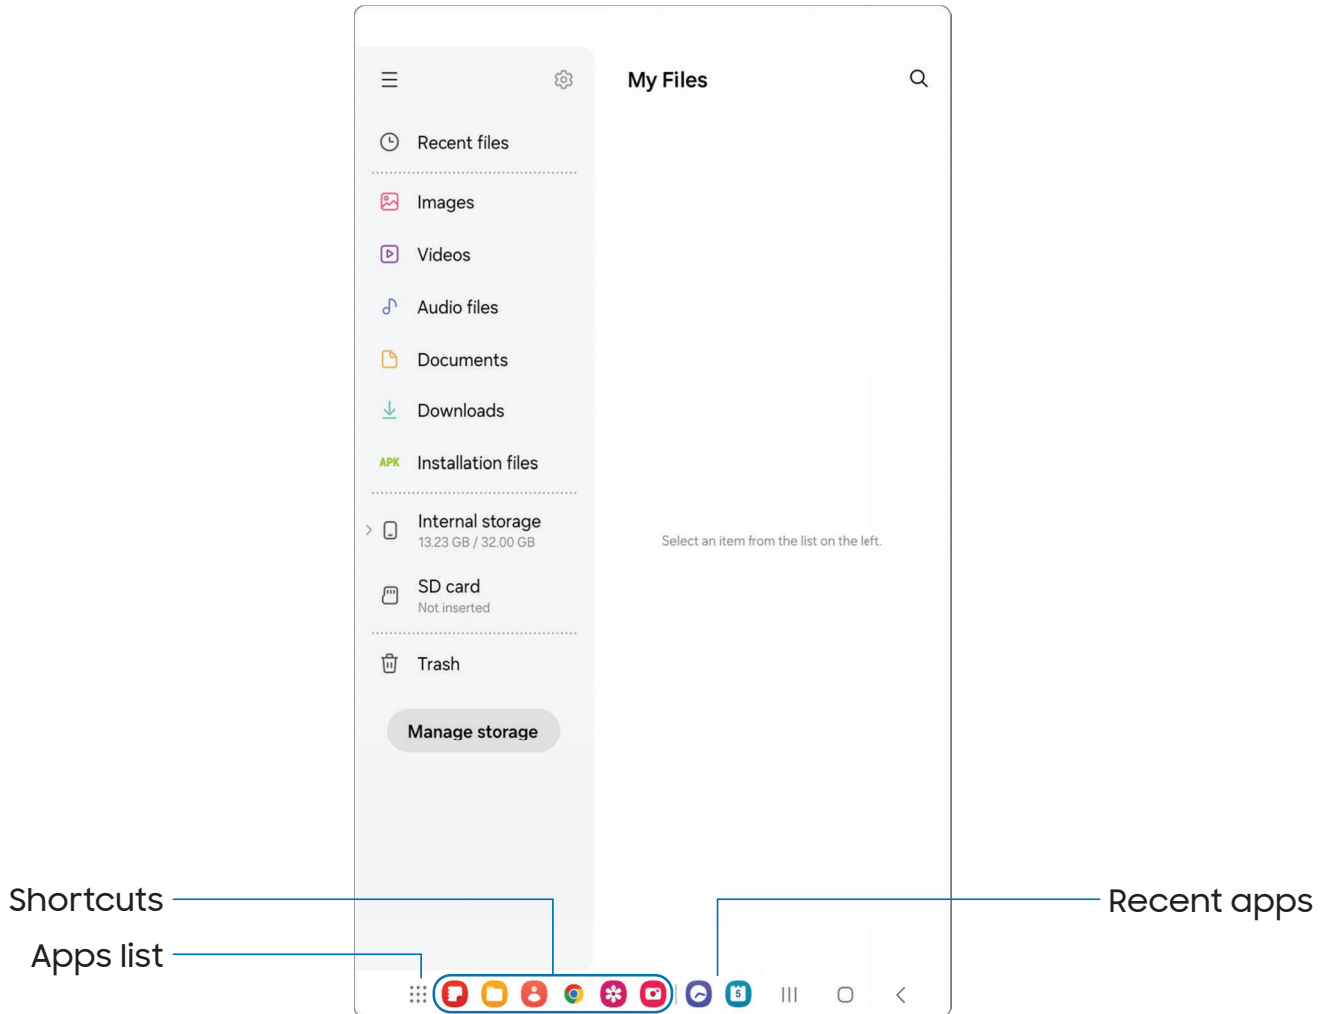 My Files
Recent files
Images
Videos
Audio files
Documents
Downloads
APK Installation files
Internal storage
13.23 GB / 32.00 GB
Select an item from the list on the left.
SD card
Not inserted
Trash
Manage storage
Shortcuts
Recent apps
Apps list
5